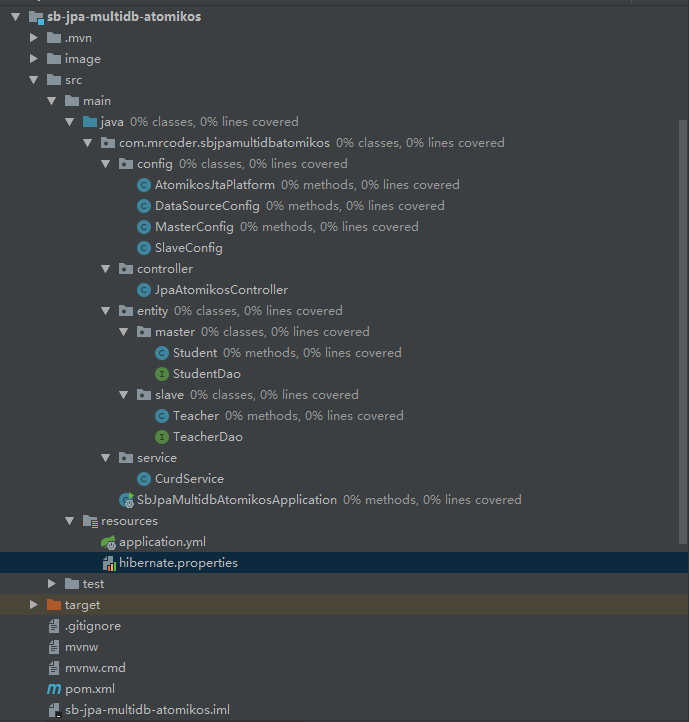 sb-jpa-multidb-atomikos
.mvn
image
src
main
java 0% classes, 0% lines covered
com.mrcoder.sbjpamultidbatomikos 0% classes, 0% lines covered
config 0% classes, 0% lines covered
AtomikosJtaPlatform 0% methods, 0% lines covered
DataSourceConfig 0% methods, 0% lines covered
MasterConfig 0% methods, 0% lines covered
SlaveConfig
controller
JpaAtomikosController
entity 0% classes, 0% lines covered
master 0% classes, 0% lines covered
Student 0% methods, 0% lines covered
StudentDao
slave 0% classes, 0% lines covered
Teacher 0% methods, 0% lines covered
TeacherDao
service
CurdService
SbJpaMultidbAtomikosApplication 0% methods, 0% lines covered
resources
application.yml
hibernate.properties
test
target
.gitignore
mvnw
mvnw.cmd
pom.xml
sb-jpa-multidb-atomikos.iml